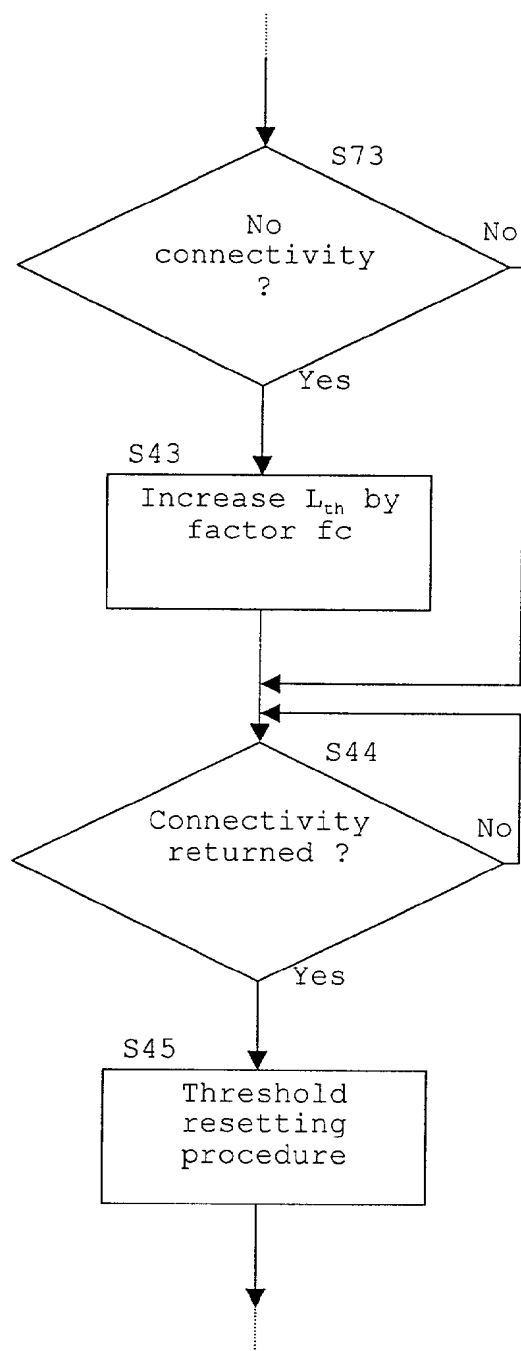 S73
No
connectivity
?
No
Yes
S43
Increase L_th by
factor fc
S44
Connectivity
returned ?
No
Yes
S45
Threshold
resetting
procedure